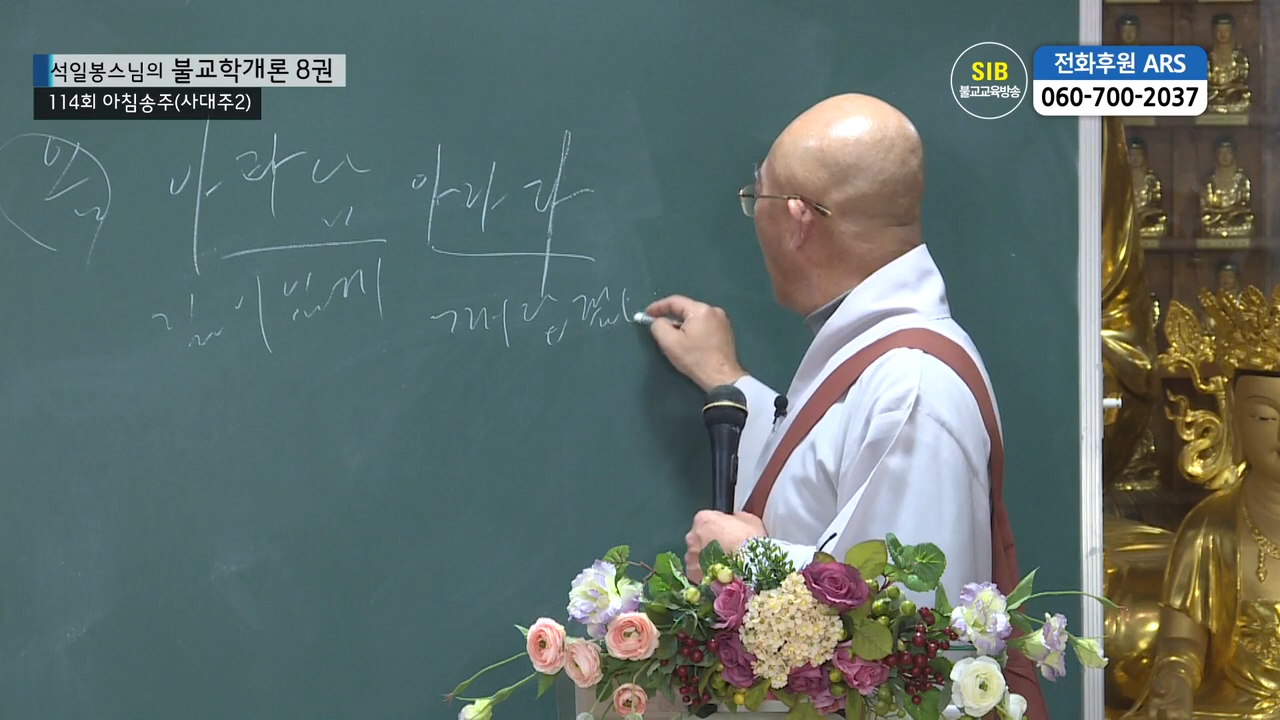 석일봉스님의 불교학개론 8권
114회 아침송주(사대주2)
SIB
불교교육방송
전화후원 ARS
060-700-2037
아라남 아라다